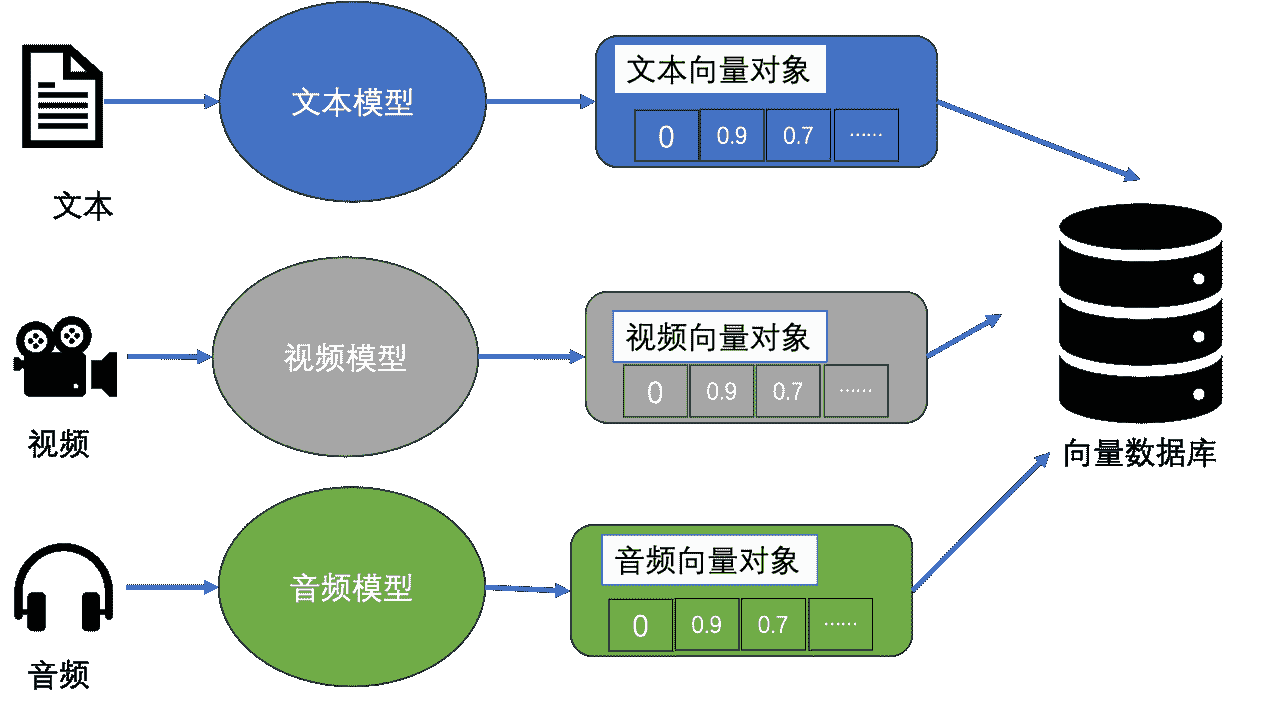 文本模型
文本向量对象
0 0.9 0.7 ······
文本
视频模型
视频向量对象
0 0.9 0.7 ······
视频
向量数据库
音频模型
音频向量对象
0 0.9 0.7 ······
音频